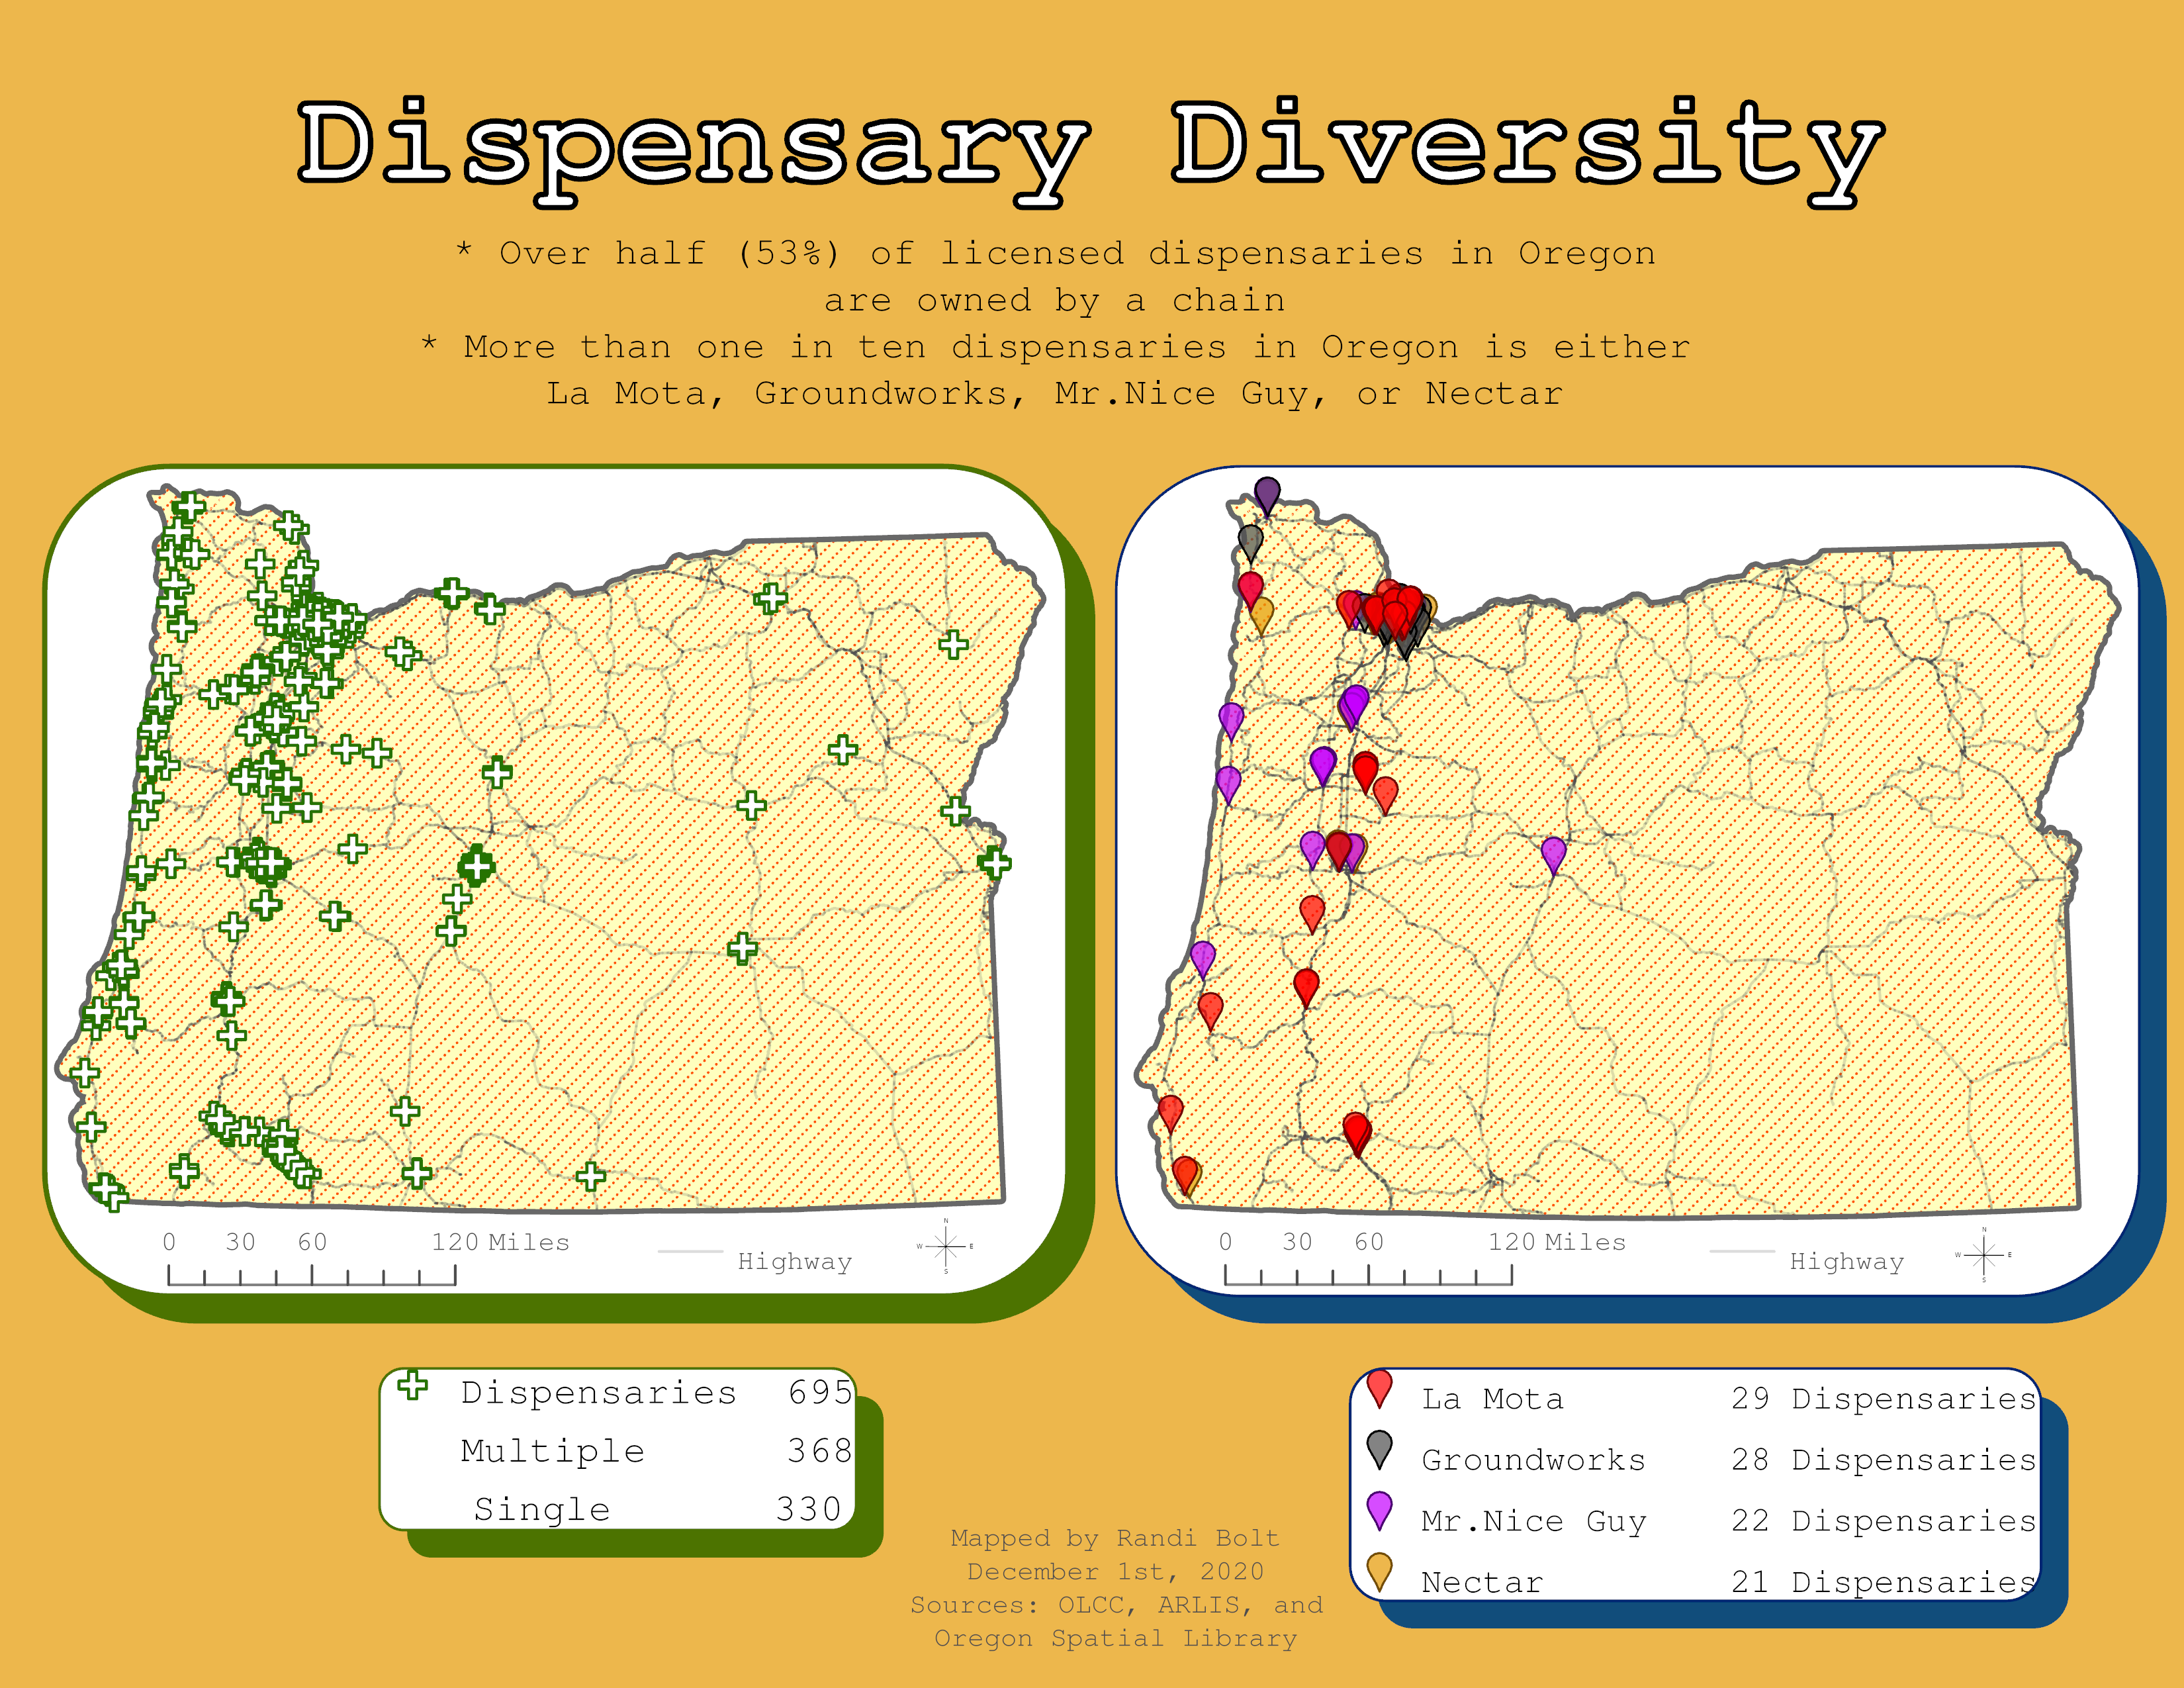 Dispensary Diversity
* Over half (53%) of licensed dispensaries in Oregon
are owned by a chain
* More than one in ten dispensaries in Oregon is either
La Mota, Groundworks, Mr.Nice Guy, or Nectar
0 30 60 120 Miles
Highway
N
W E
S
0 30 60 120 Miles
Highway
N
W E
S
Dispensaries 695
Multiple 368
Single 330
La Mota 29 Dispensaries
Groundworks 28 Dispensaries
Mr.Nice Guy 22 Dispensaries
Nectar 21 Dispensaries
Mapped by Randi Bolt
December 1st, 2020
Sources: OLCC, ARLIS, and
Oregon Spatial Library